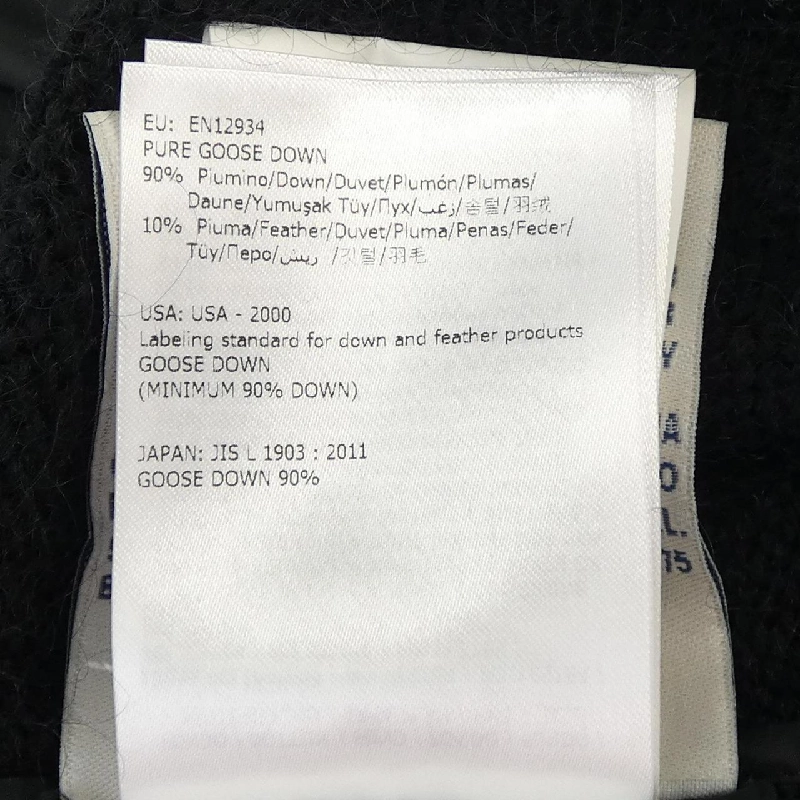 EU: EN12934
PURE GOOSE DOWN
90% Piumino/Down/Duvet/Plumón/Plumas/
Daune/Yumuşak Tüy/Пух/زغب/솜털/羽绒
10% Piuma/Feather/Duvet/Pluma/Penas/Feder/
Tüy/Перо/ريش /깃털/羽毛
USA: USA - 2000
Labeling standard for down and feather products
GOOSE DOWN
(MINIMUM 90% DOWN)
JAPAN: JIS L 1903 : 2011
GOOSE DOWN 90%